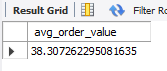 Result Grid Filter Ro
avg_order_value
38.307262295081635